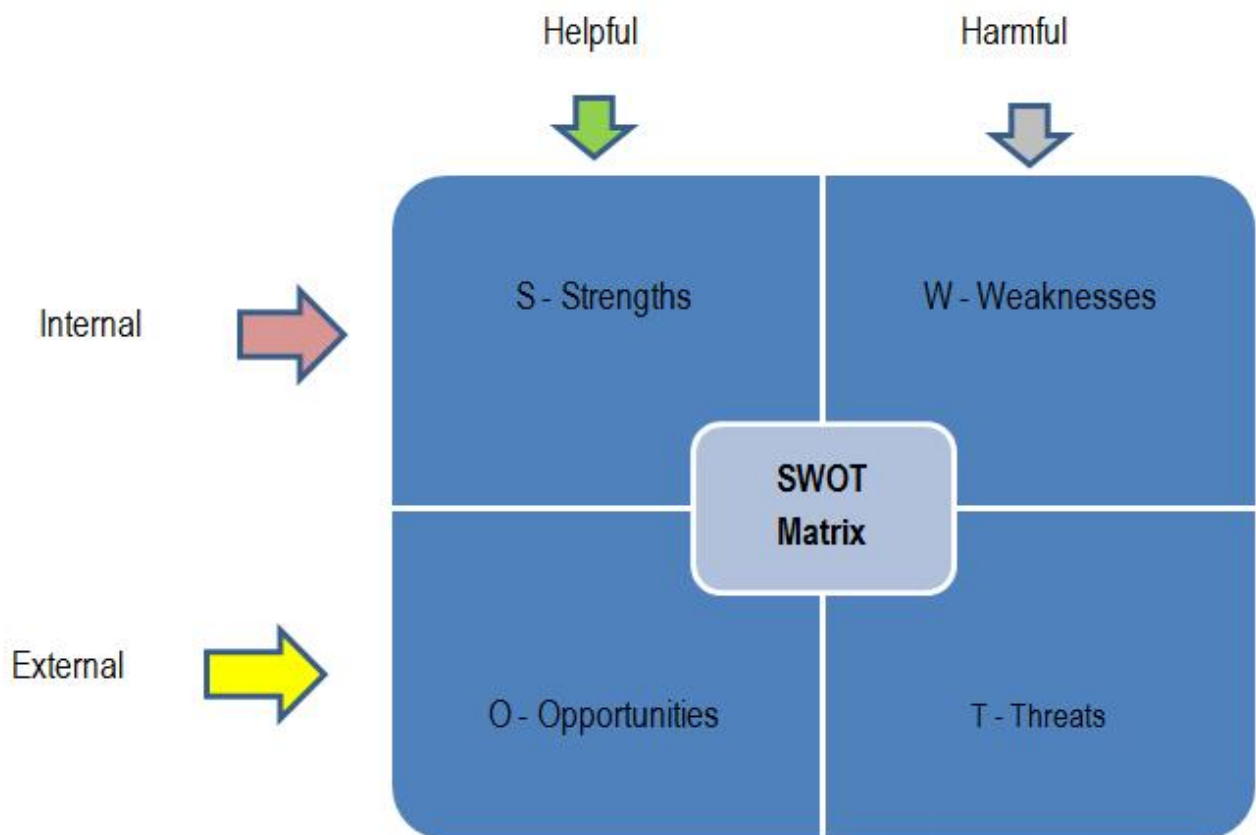 Helpful
Harmful
Internal
S - Strengths
W - Weaknesses
SWOT
Matrix
External
O - Opportunities
T - Threats